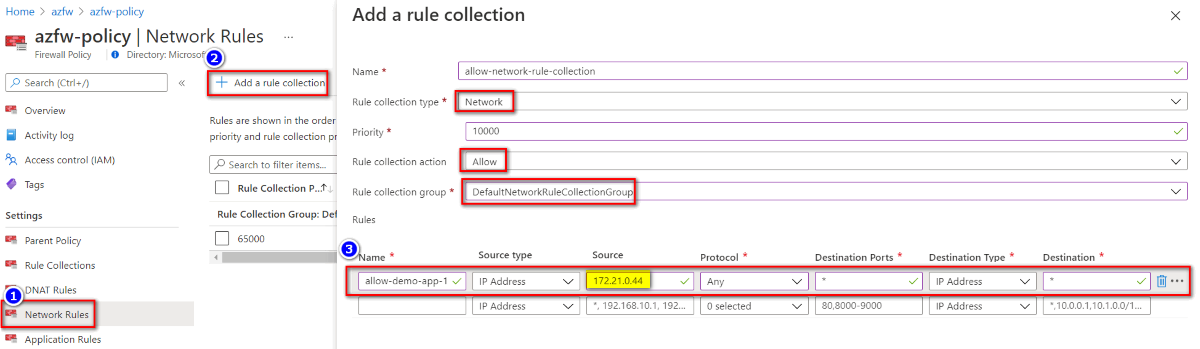 Home > azfw > azfw-policy
azfw-policy | Network Rules ...
Firewall Policy | Directory: Microsof
Search (Ctrl+/) «
Overview
Activity log
Access control (IAM)
Tags
Settings
Parent Policy
Rule Collections
DNAT Rules
1
Network Rules
Application Rules
2
+ Add a rule collection
Rules are shown in the order
priority and rule collection pr
Search to filter items...
Rule Collection P...↑↓
Rule Collection Group: Def
65000
Add a rule collection
Name * allow-network-rule-collection
Rule collection type * Network
Priority * 10000
Rule collection action Allow
Rule collection group * DefaultNetworkRuleCollectionGroup
Rules
3
Name * Source type Source Protocol * Destination Ports * Destination Type * Destination *
allow-demo-app-1 IP Address 172.21.0.44 Any * IP Address * ...
IP Address *, 192.168.10.1, 192... 0 selected 80,8000-9000 IP Address *,10.0.0.1,10.1.0.0/1...